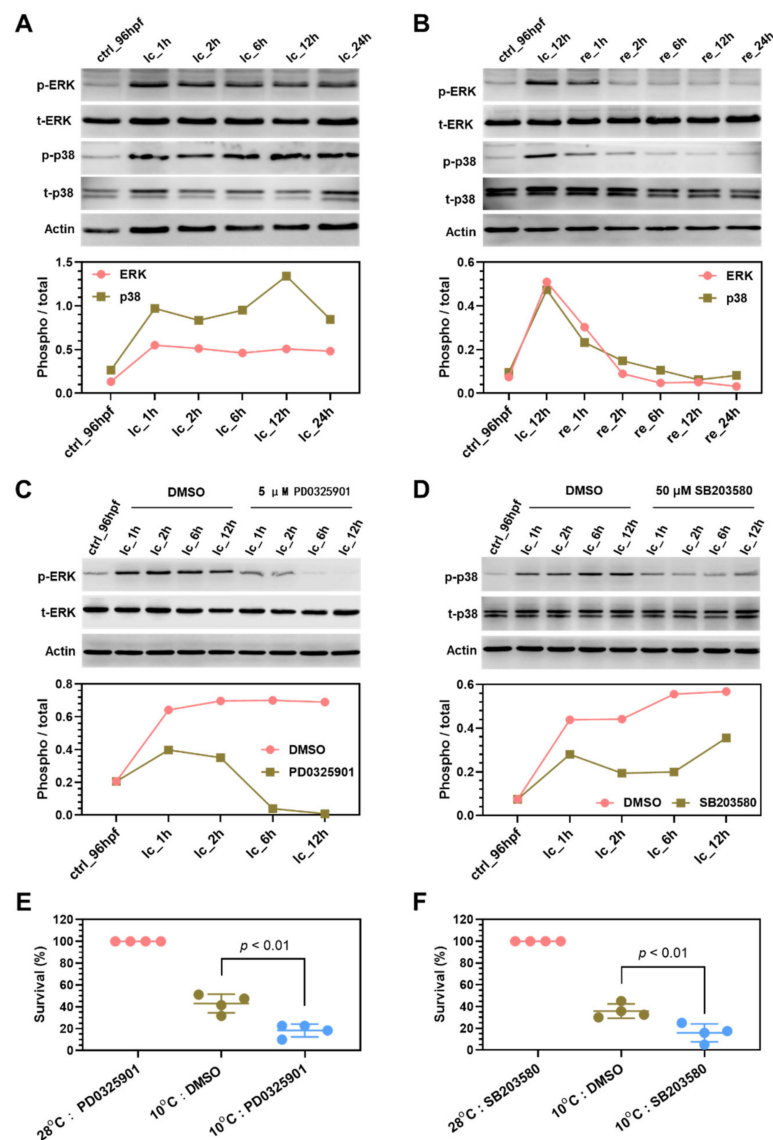 A
ctrl_96hpf lc_1h lc_2h lc_6h lc_12h lc_24h
p-ERK
t-ERK
p-p38
t-p38
Actin
1.5
1.0
0.5
0.0
Phospho / total
ERK
p38
ctrl_96hpf lc_1h lc_2h lc_6h lc_12h lc_24h
B
ctrl_96hpf lc_12h re_1h re_2h re_6h re_12h re_24h
p-ERK
t-ERK
p-p38
t-p38
Actin
0.6
0.4
0.2
0.0
Phospho / total
ERK
p38
ctrl_96hpf lc_12h re_1h re_2h re_6h re_12h re_24h
C
DMSO 5 μM PD0325901
ctrl_96hpf lc_1h lc_2h lc_6h lc_12h lc_1h lc_2h lc_6h lc_12h
p-ERK
t-ERK
Actin
0.8
0.6
0.4
0.2
0.0
Phospho / total
DMSO
PD0325901
ctrl_96hpf lc_1h lc_2h lc_6h lc_12h
D
DMSO 50 μM SB203580
ctrl_96hpf lc_1h lc_2h lc_6h lc_12h lc_1h lc_2h lc_6h lc_12h
p-p38
t-p38
Actin
0.6
0.4
0.2
0.0
Phospho / total
DMSO SB203580
ctrl_96hpf lc_1h lc_2h lc_6h lc_12h
E
120
100
80
60
40
20
0
Survival (%)
p < 0.01
28°C : PD0325901 10°C : DMSO 10°C : PD0325901
F
120
100
80
60
40
20
0
Survival (%)
p < 0.01
28°C : SB203580 10°C : DMSO 10°C : SB203580